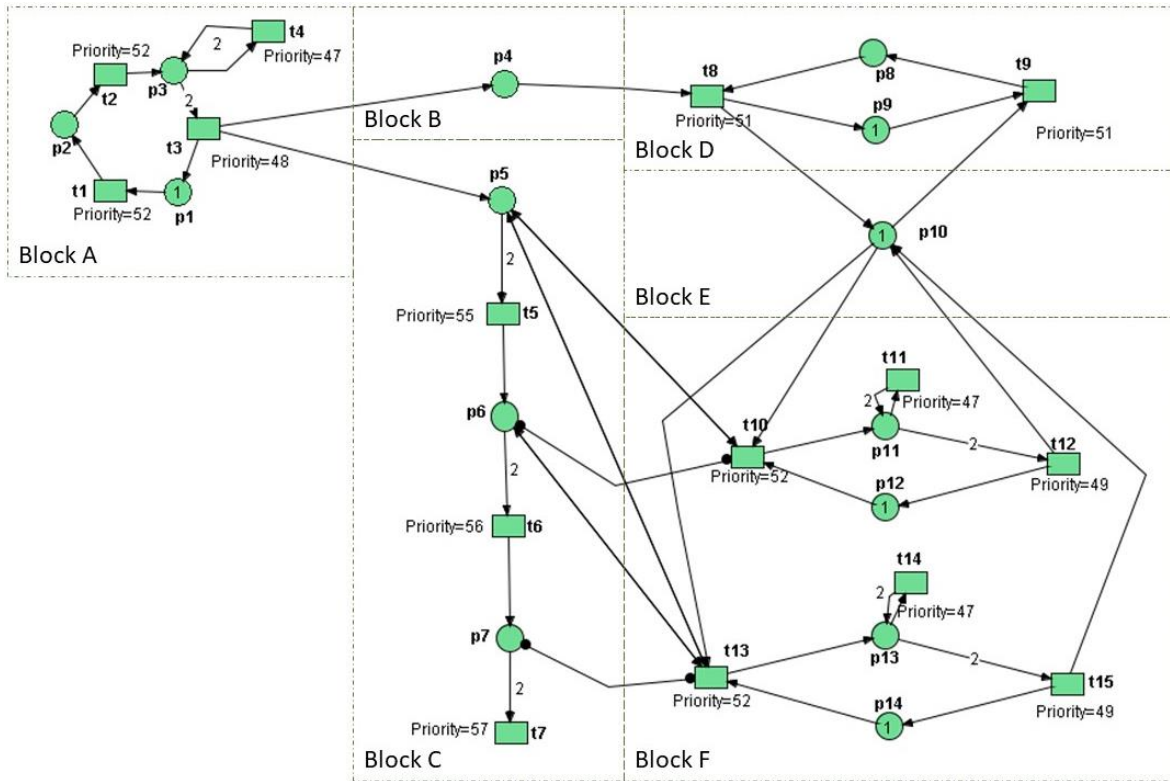 t4
2
Priority=52
Priority=47
t2
p3
2
p2
t3
Priority=48
t1
1
Priority=52
p1
Block A
p4
Block B
p8
t9
t8
p9
Priority=51
1
Priority=51
Block D
p5
2
Priority=55
t5
p6
2
Priority=56
t6
p7
2
Priority=57
t7
Block C
1
p10
Block E
t11
2
Priority=47
t10
p11
2
t12
Priority=52
p12
Priority=49
1
t14
2
Priority=47
t13
p13
2
t15
Priority=52
p14
Priority=49
1
Block F